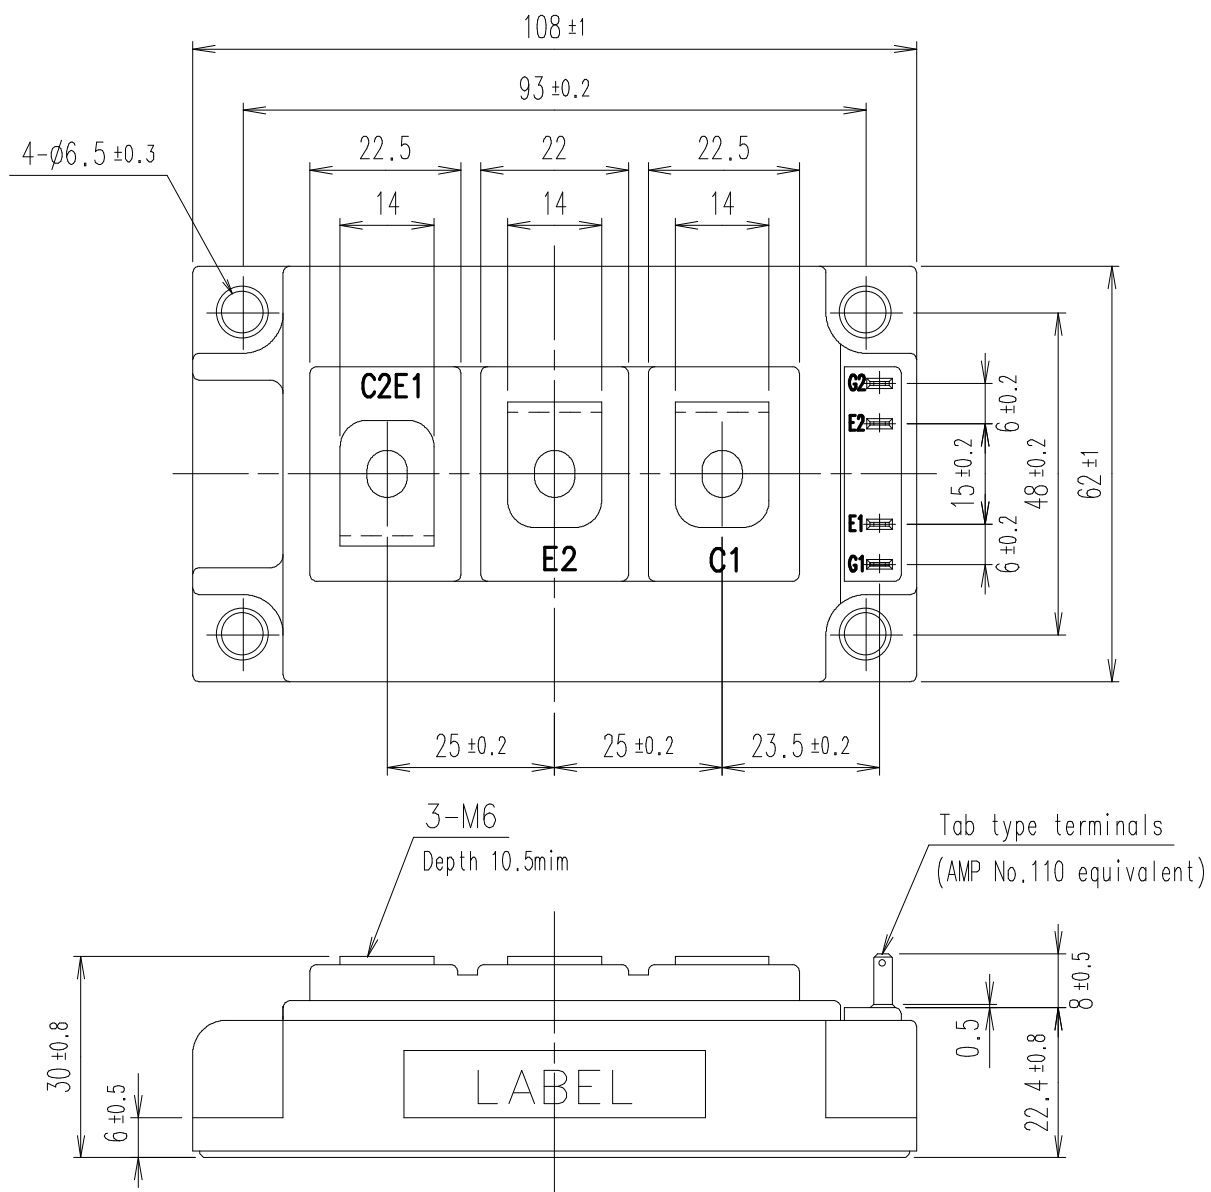 108 ±1
93 ±0.2
4-Ø6.5 ±0.3
22.5
22
22.5
14
14
14
C2E1
E2
C1
G2
E2
E1
G1
6 ±0.2
15 ±0.2
6 ±0.2
48 ±0.2
62 ±1
25 ±0.2
25 ±0.2
23.5 ±0.2
3-M6
Depth 10.5mim
Tab type terminals
(AMP No.110 equivalent)
30 ±0.8
6 ±0.5
LABEL
8 ±0.5
0.5
22.4 ±0.8